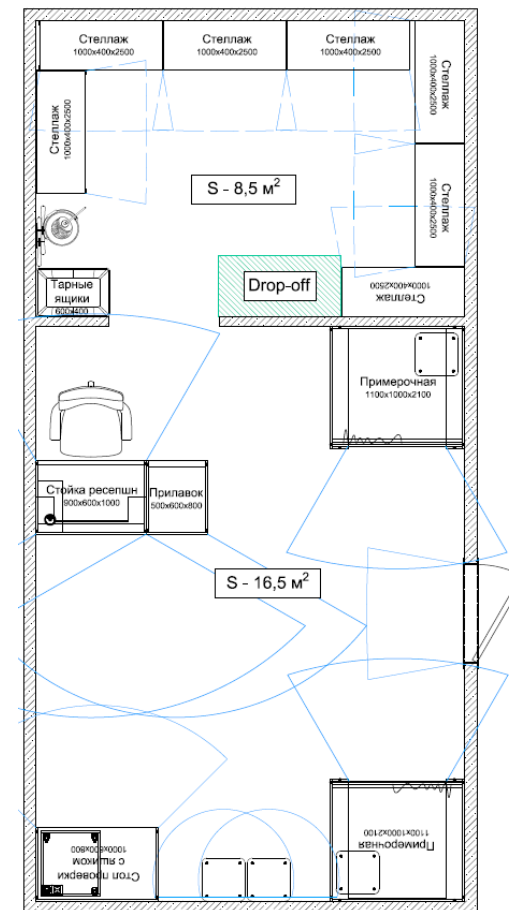 Стеллаж
1000x400x2500
Стеллаж
1000x400x2500
Стеллаж
1000x400x2500
Стеллаж
1000x400x2500
Стеллаж
1000x400x2500
S - 8,5 м²
Стеллаж
1000x400x2500
Тарные
ящики
600x400
Drop-off
Стеллаж
1000x400x2500
Примерочная
1100x1000x2100
Стойка ресепшн
900x600x1000
Прилавок
500x600x800
S - 16,5 м²
Стол проверки
с ящиком
1000x600x800
Примерочная
1100x1000x2100